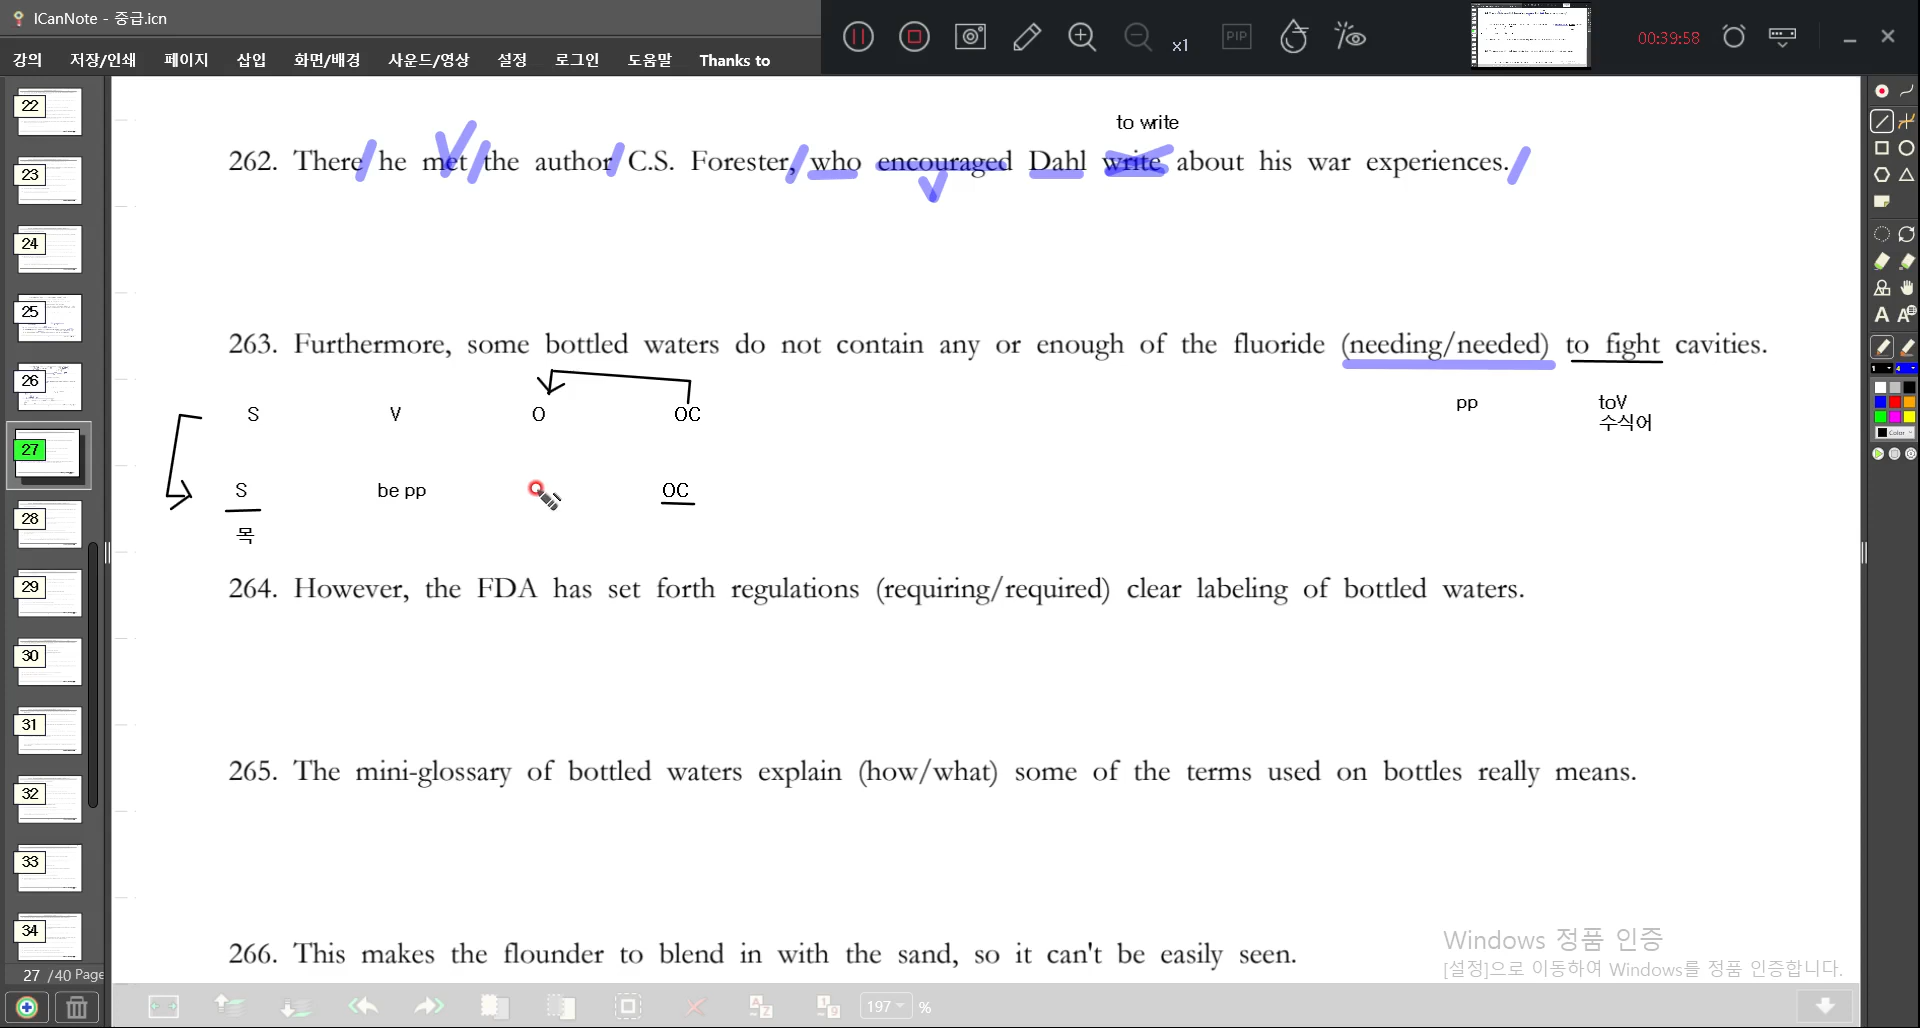 ICanNote - 중급.icn
강의 저장/인쇄 페이지 삽입 화면/배경 사운드/영상 설정 로그인 도움말 Thanks to
x1 PIP 00:39:58
22
23
24
25
26
27
28
29
30
31
32
33
34
27 /40 Page
to write
262. There he met the author C.S. Forester, who encouraged Dahl write about his war experiences.
263. Furthermore, some bottled waters do not contain any or enough of the fluoride (needing/needed) to fight cavities.
S V O OC pp toV
수식어
S be pp OC
목
264. However, the FDA has set forth regulations (requiring/required) clear labeling of bottled waters.
265. The mini-glossary of bottled waters explain (how/what) some of the terms used on bottles really means.
266. This makes the flounder to blend in with the sand, so it can't be easily seen.
Windows 정품 인증
[설정]으로 이동하여 Windows를 정품 인증합니다.
197 %
A
A
1
4
Color
A Z
1 9